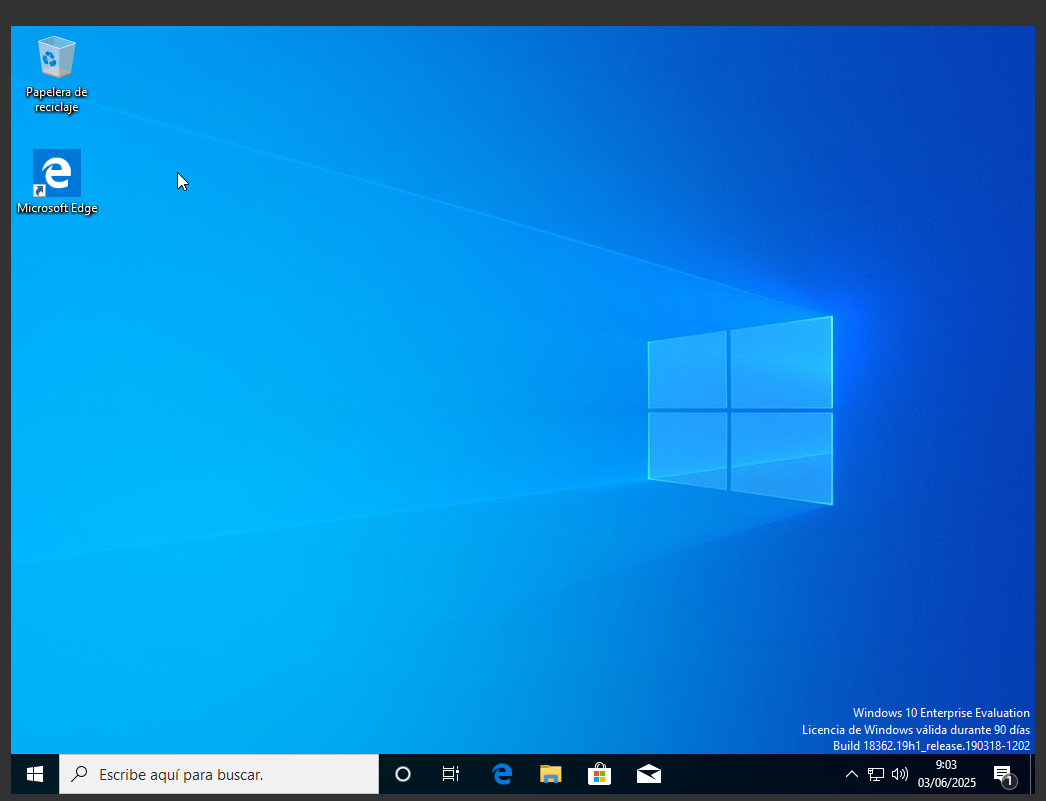 Papelera de
reciclaje
Microsoft Edge
Windows 10 Enterprise Evaluation
Licencia de Windows válida durante 90 días
Build 18362.19h1_release.190318-1202
Escribe aquí para buscar.
9:03
03/06/2025
1